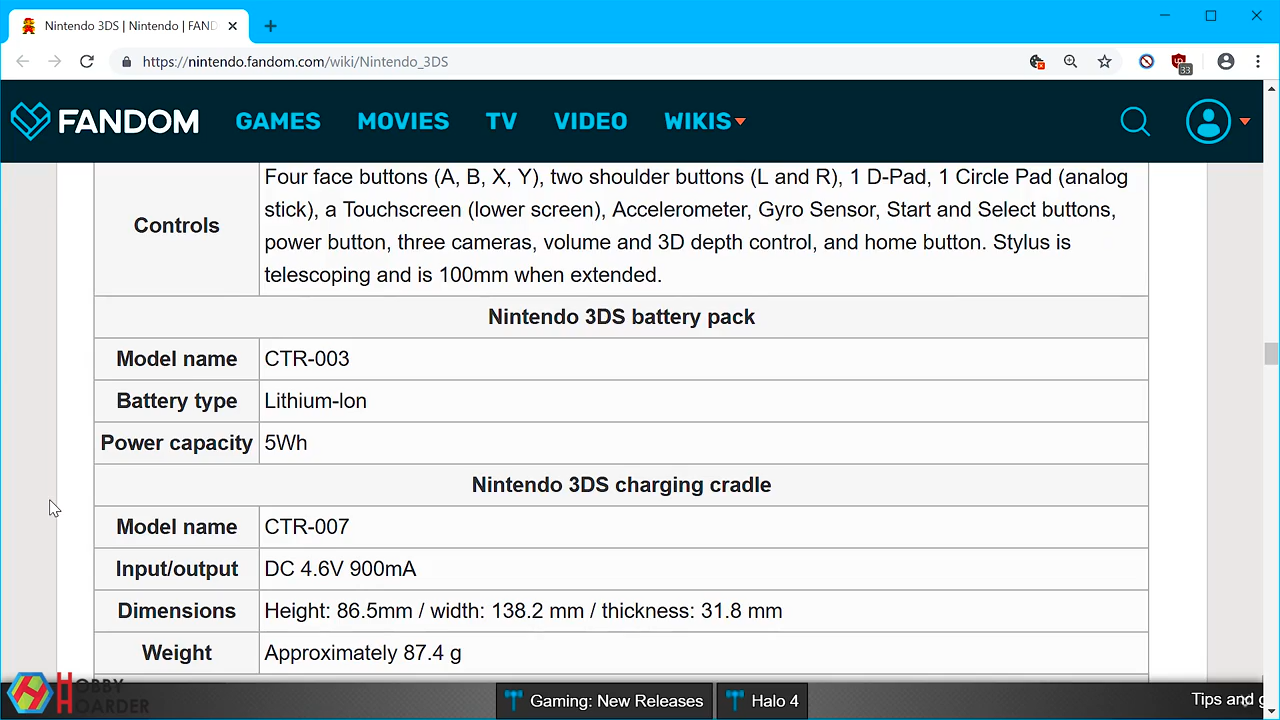 Nintendo 3DS | Nintendo | FAND
https://nintendo.fandom.com/wiki/Nintendo_3DS
33
FANDOM GAMES MOVIES TV VIDEO WIKIS
Controls
Four face buttons (A, B, X, Y), two shoulder buttons (L and R), 1 D-Pad, 1 Circle Pad (analog
stick), a Touchscreen (lower screen), Accelerometer, Gyro Sensor, Start and Select buttons,
power button, three cameras, volume and 3D depth control, and home button. Stylus is
telescoping and is 100mm when extended.
Nintendo 3DS battery pack
Model name CTR-003
Battery type Lithium-Ion
Power capacity 5Wh
Nintendo 3DS charging cradle
Model name CTR-007
Input/output DC 4.6V 900mA
Dimensions Height: 86.5mm / width: 138.2 mm / thickness: 31.8 mm
Weight Approximately 87.4 g
HOBBY
HOARDER
Gaming: New Releases Halo 4 Tips and g